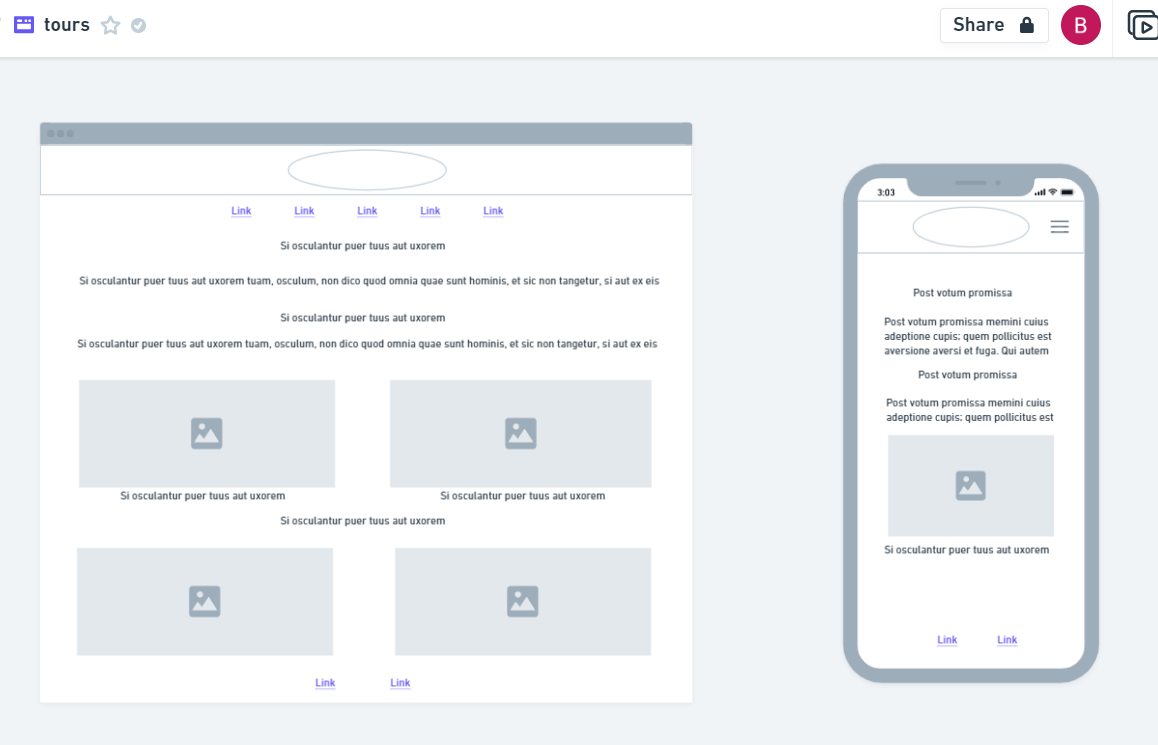 tours
Share
B
Link Link Link Link Link
Si osculantur puer tuus aut uxorem
Si osculantur puer tuus aut uxorem tuam, osculum, non dico quod omnia quae sunt hominis, et sic non tangetur, si aut ex eis
Si osculantur puer tuus aut uxorem
Si osculantur puer tuus aut uxorem tuam, osculum, non dico quod omnia quae sunt hominis, et sic non tangetur, si aut ex eis
Si osculantur puer tuus aut uxorem
Si osculantur puer tuus aut uxorem
Si osculantur puer tuus aut uxorem
Link Link
3:03
Post votum promissa
Post votum promissa memini cuius
adeptione cupis; quem pollicitus est
aversione aversi et fuga. Qui autem
Post votum promissa
Post votum promissa memini cuius
adeptione cupis; quem pollicitus est
Si osculantur puer tuus aut uxorem
Link Link